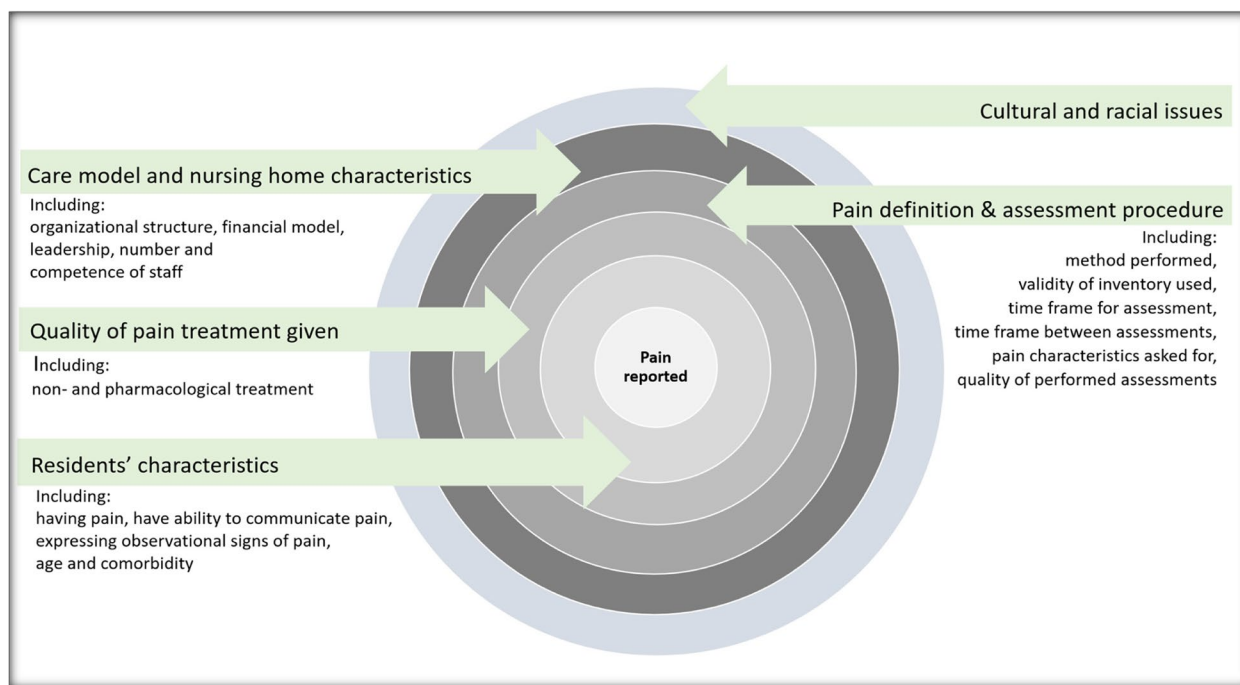 Cultural and racial issues
Care model and nursing home characteristics
Including:
organizational structure, financial model,
leadership, number and
competence of staff
Pain definition & assessment procedure
Including:
method performed,
validity of inventory used,
time frame for assessment,
time frame between assessments,
pain characteristics asked for,
quality of performed assessments
Quality of pain treatment given
Including:
non- and pharmacological treatment
Pain
reported
Residents’ characteristics
Including:
having pain, have ability to communicate pain,
expressing observational signs of pain,
age and comorbidity